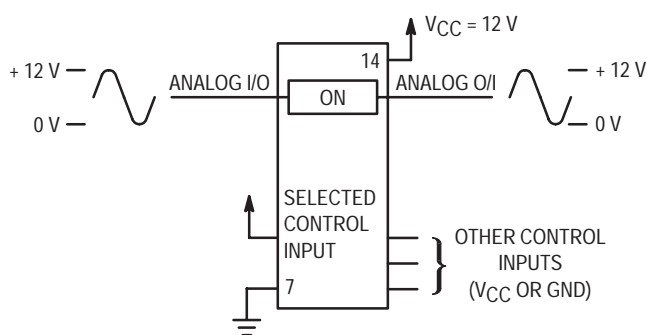 VCC = 12 V
14
+ 12 V
ANALOG I/O
ON
ANALOG O/I
+ 12 V
0 V
0 V
SELECTED
CONTROL
INPUT
OTHER CONTROL
INPUTS
(VCC OR GND)
7